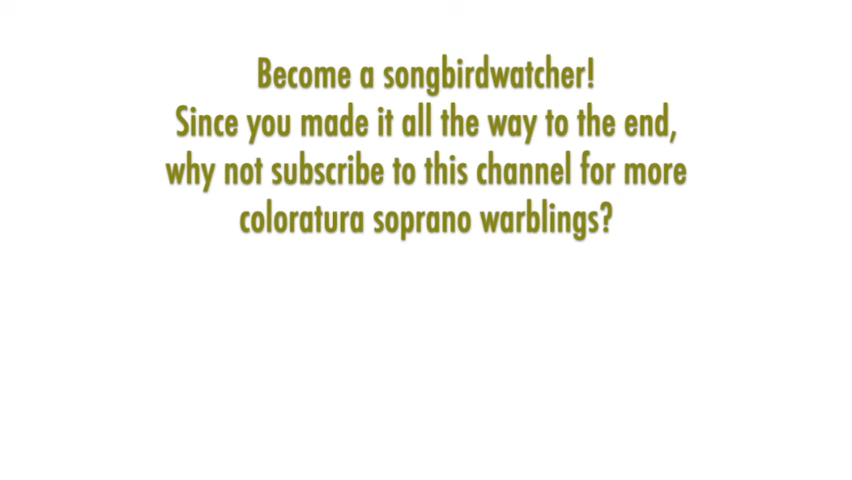 Become a songbirdwatcher!
Since you made it all the way to the end,
why not subscribe to this channel for more
coloratura soprano warblings?